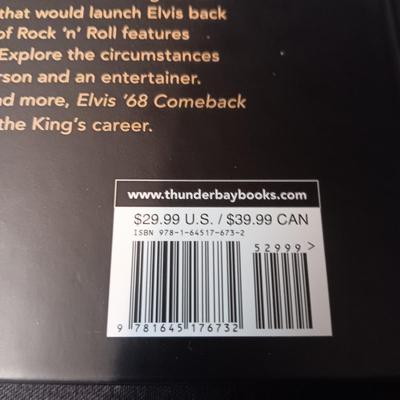 that would launch Elvis back
of Rock 'n' Roll features
Explore the circumstances
rson and an entertainer.
nd more, Elvis '68 Comeback
the King's career.
www.thunderbaybooks.com
$29.99 U.S. / $39.99 CAN
ISBN 978-1-64517-673-2
52999>
9 781645 176732